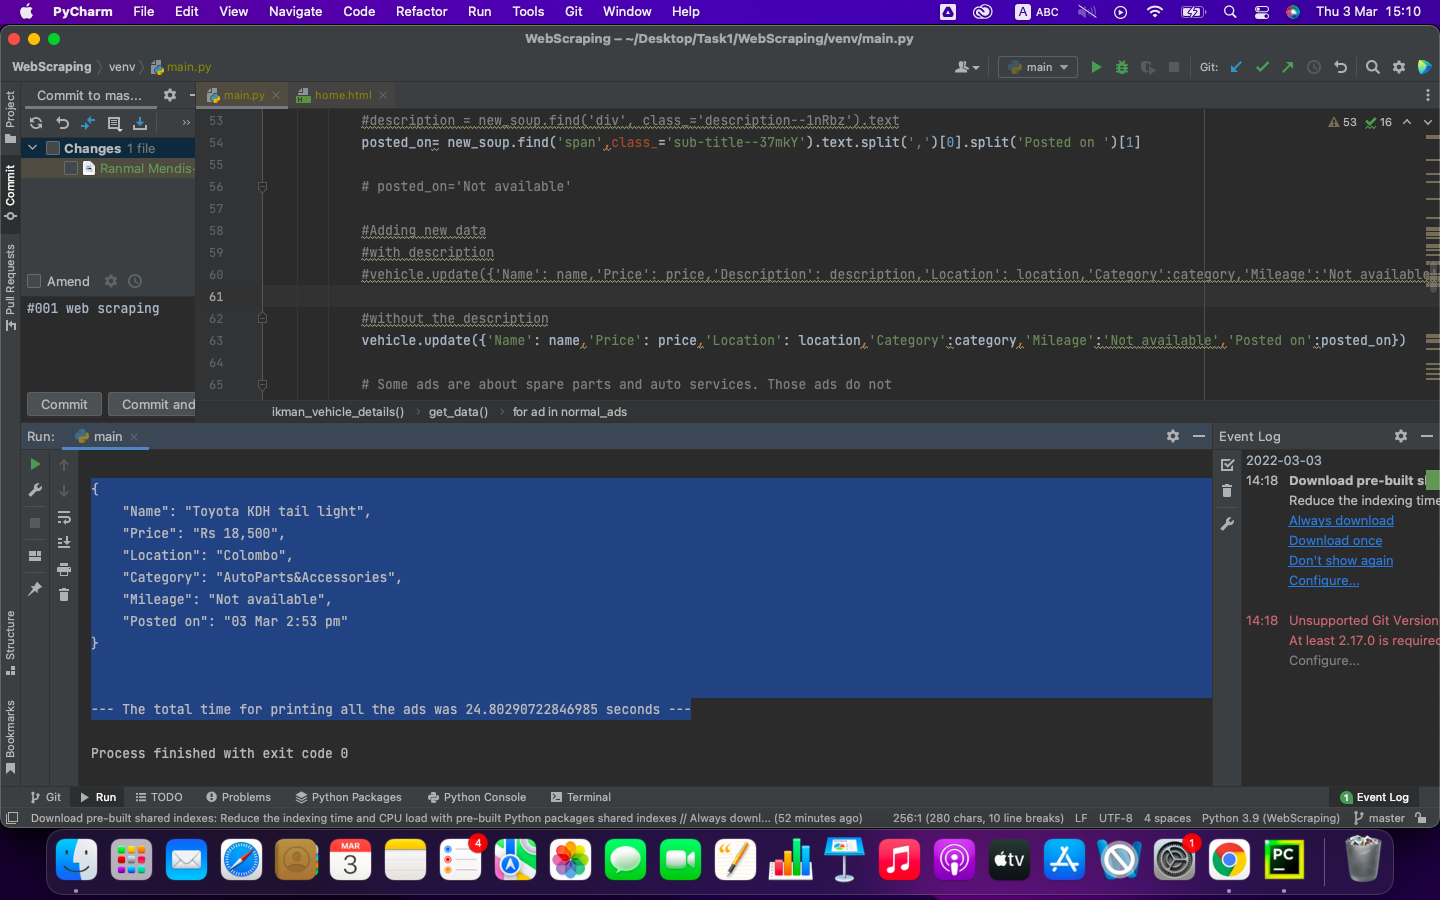 PyCharm File Edit View Navigate Code Refactor Run Tools Git Window Help A ABC Thu 3 Mar 15:10
WebScraping – ~/Desktop/Task1/WebScraping/venv/main.py
WebScraping venv main.py main Git:
Project
Commit
Pull Requests
Structure
Bookmarks
Commit to mas...
Changes 1 file
Ranmal Mendis-
Amend
#001 web scraping
Commit Commit and
main.py home.html
53 16
53 #description = new_soup.find('div', class_='description--1nRbz').text
54 posted_on= new_soup.find('span',class_='sub-title--37mkY').text.split(',')[0].split('Posted on ')[1]
55
56 # posted_on='Not available'
57
58 #Adding new data
59 #with description
60 #vehicle.update({'Name': name,'Price': price,'Description': description,'Location': location,'Category':category,'Mileage':'Not available
61
62 #without the description
63 vehicle.update({'Name': name,'Price': price,'Location': location,'Category':category,'Mileage':'Not available','Posted on':posted_on})
64
65 # Some ads are about spare parts and auto services. Those ads do not
ikman_vehicle_details() get_data() for ad in normal_ads
Run: main
{
"Name": "Toyota KDH tail light",
"Price": "Rs 18,500",
"Location": "Colombo",
"Category": "AutoParts&Accessories",
"Mileage": "Not available",
"Posted on": "03 Mar 2:53 pm"
}
--- The total time for printing all the ads was 24.80290722846985 seconds ---
Process finished with exit code 0
Event Log
2022-03-03
14:18 Download pre-built sl
Reduce the indexing time
Always download
Download once
Don't show again
Configure...
14:18 Unsupported Git Version
At least 2.17.0 is required
Configure...
Git Run TODO Problems Python Packages Python Console Terminal 1 Event Log
Download pre-built shared indexes: Reduce the indexing time and CPU load with pre-built Python packages shared indexes // Always downl... (52 minutes ago) 256:1 (280 chars, 10 line breaks) LF UTF-8 4 spaces Python 3.9 (WebScraping) master
MAR
3
4
tv
1
PC